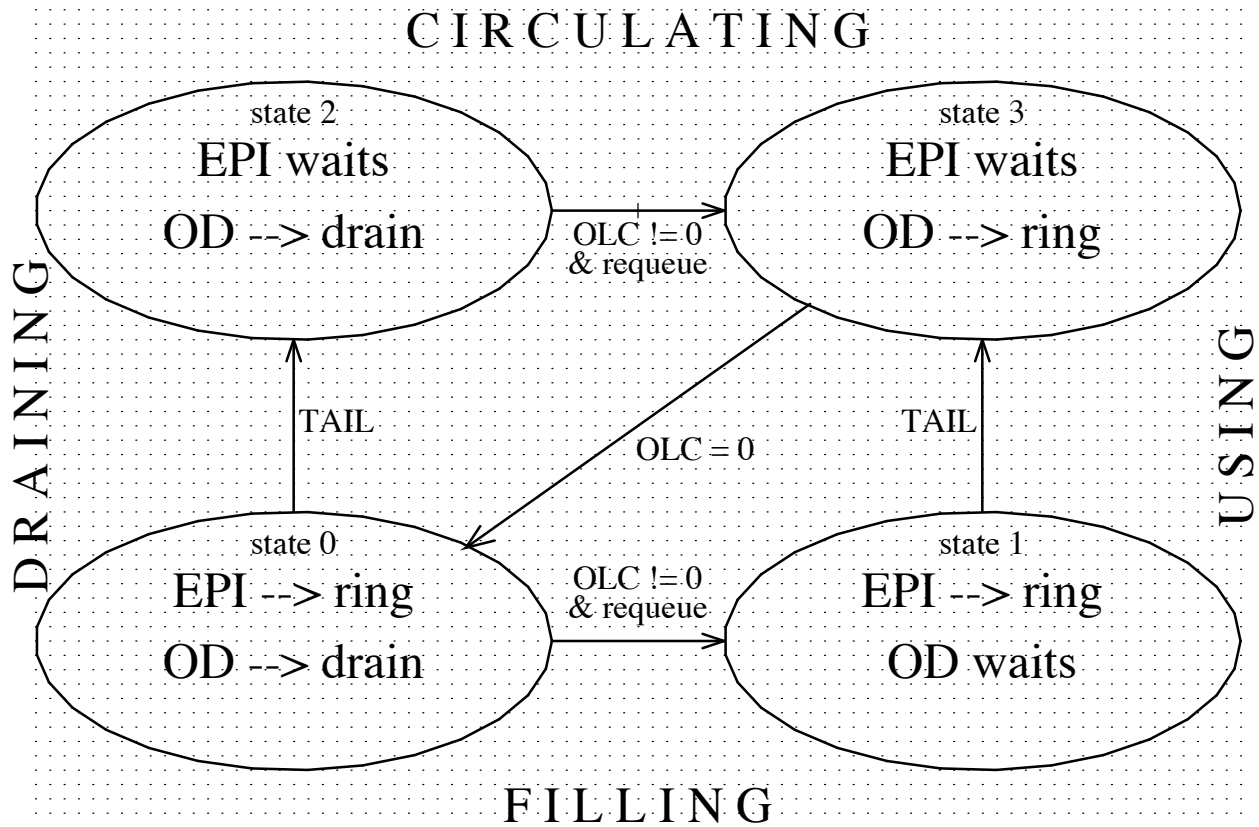 CIRCULATING
state 2
EPI waits
OD --> drain
OLC != 0
& requeue
state 3
EPI waits
OD --> ring
DRAINING
USING
TAIL
OLC = 0
TAIL
state 0
EPI --> ring
OD --> drain
OLC != 0
& requeue
state 1
EPI --> ring
OD waits
FILLING